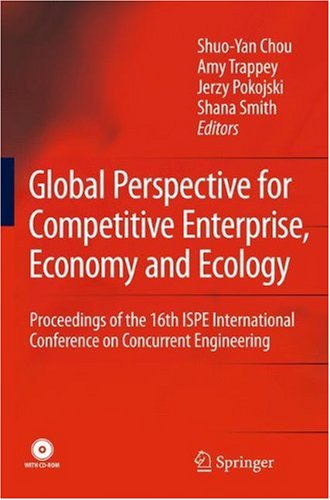 Shuo-Yan Chou
Amy Trappey
Jerzy Pokojski
Shana Smith
Editors
Global Perspective for
Competitive Enterprise,
Economy and Ecology
Proceedings of the 16th ISPE International
Conference on Concurrent Engineering
WITH CD-ROM
Springer